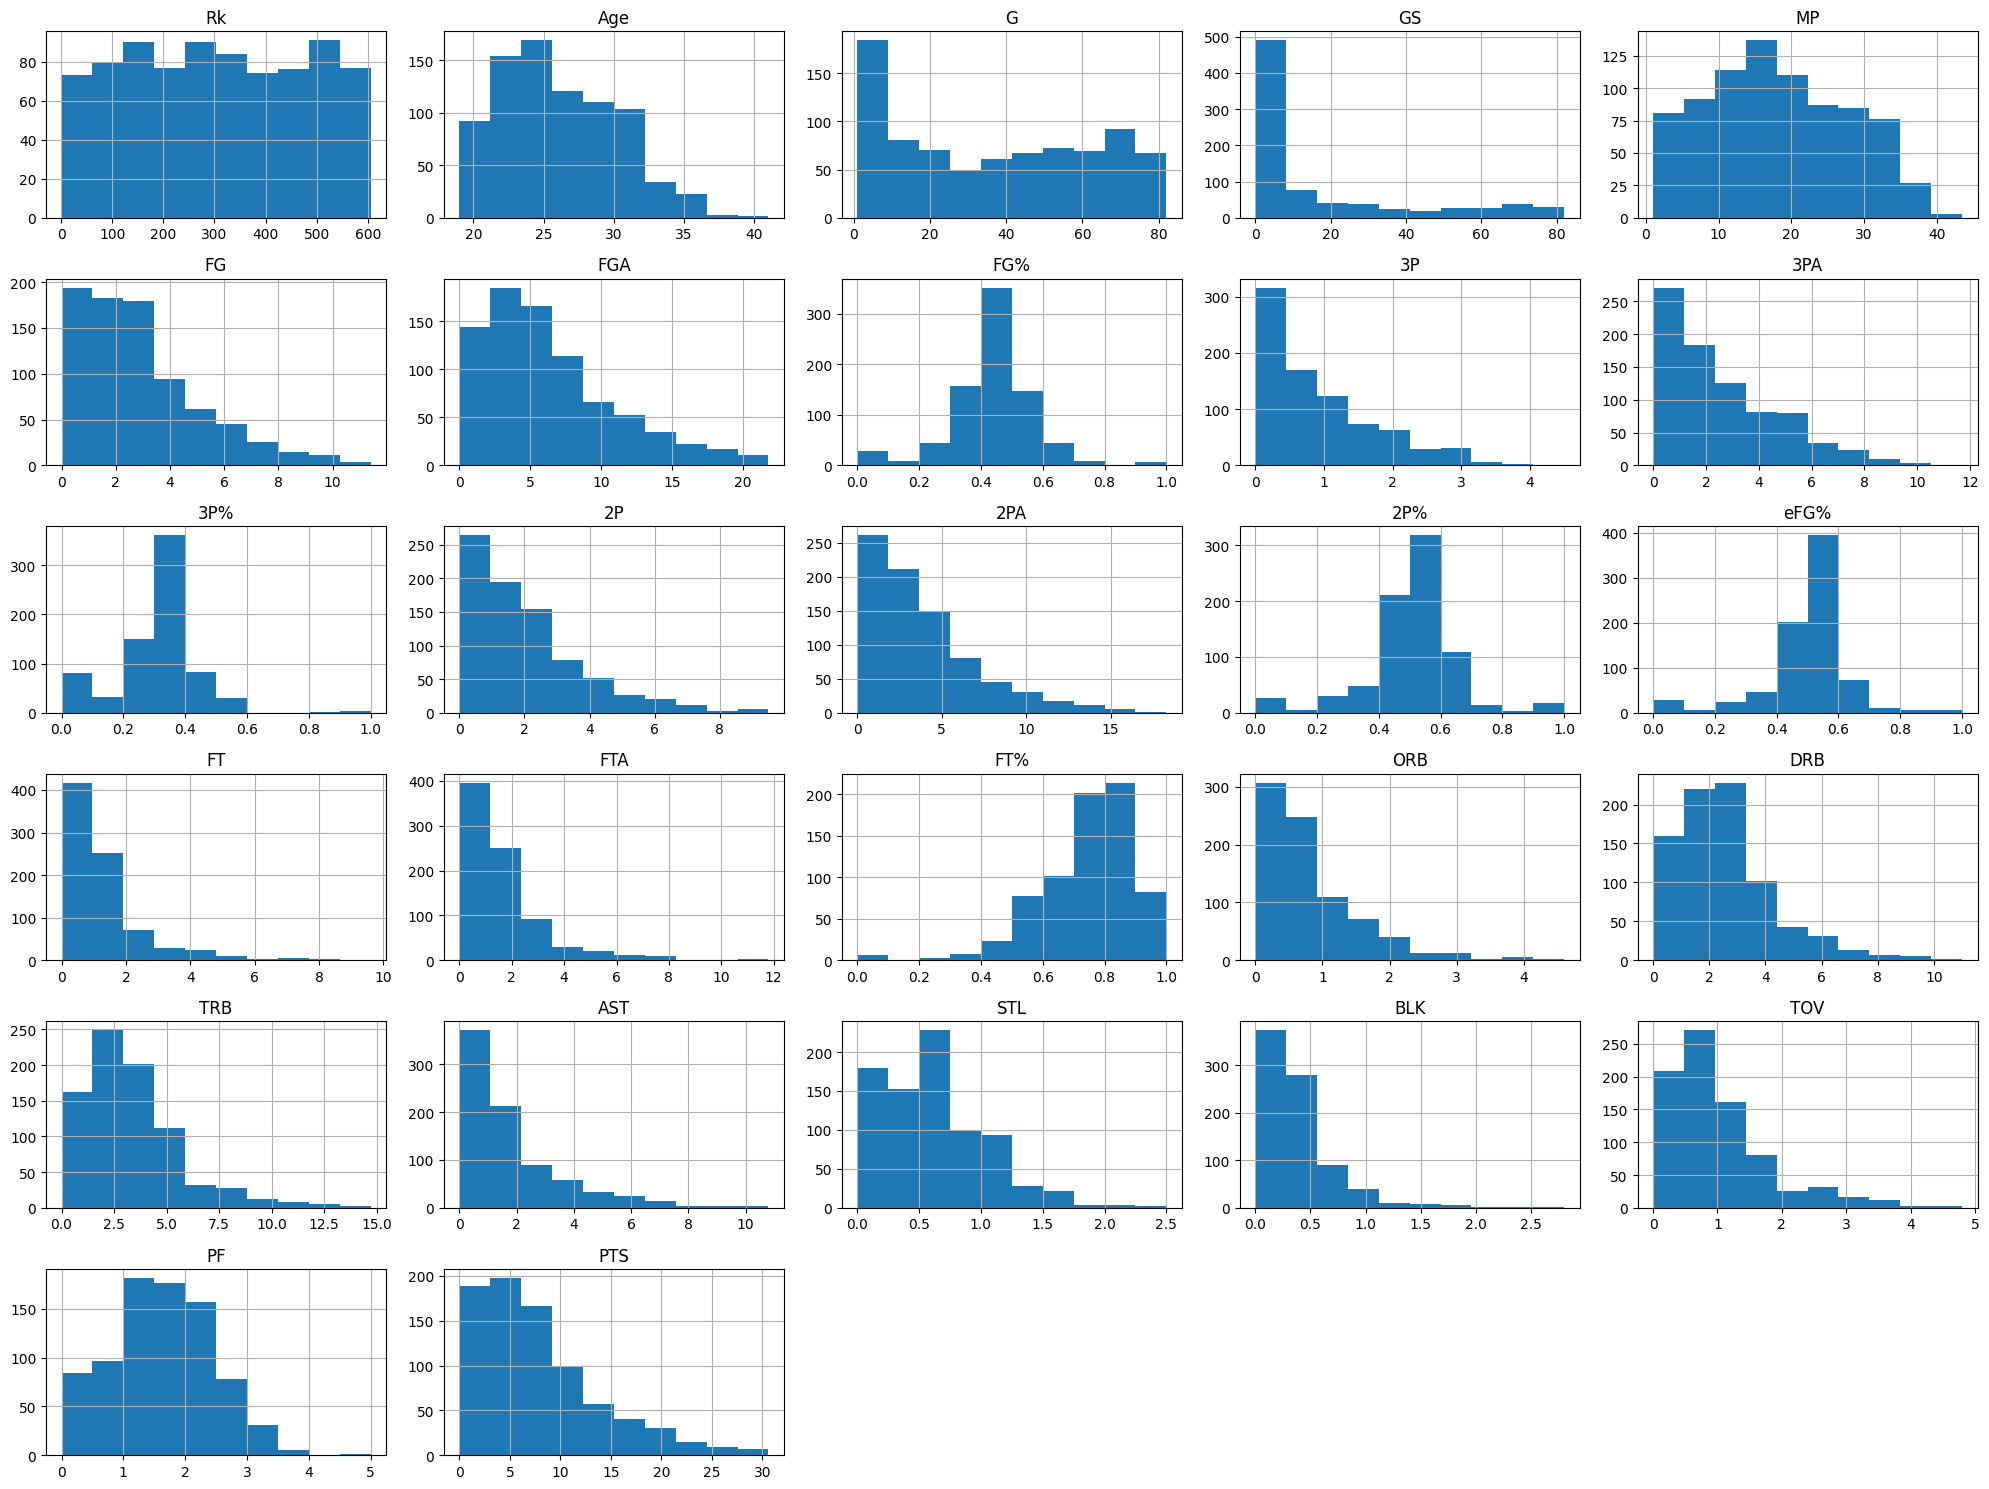 Rk
80
60
40
20
0
0 100 200 300 400 500 600
Age
150
100
50
0
20 25 30 35 40
G
150
100
50
0
0 20 40 60 80
GS
500
400
300
200
100
0
0 20 40 60 80
MP
125
100
75
50
25
0
0 10 20 30 40
FG
200
150
100
50
0
0 2 4 6 8 10
FGA
150
100
50
0
0 5 10 15 20
FG%
300
200
100
0
0.0 0.2 0.4 0.6 0.8 1.0
3P
300
200
100
0
0 1 2 3 4
3PA
250
200
150
100
50
0
0 2 4 6 8 10 12
3P%
300
200
100
0
0.0 0.2 0.4 0.6 0.8 1.0
2P
250
200
150
100
50
0
0 2 4 6 8
2PA
250
200
150
100
50
0
0 5 10 15
2P%
300
200
100
0
0.0 0.2 0.4 0.6 0.8 1.0
eFG%
400
300
200
100
0
0.0 0.2 0.4 0.6 0.8 1.0
FT
400
300
200
100
0
0 2 4 6 8 10
FTA
400
300
200
100
0
0 2 4 6 8 10 12
FT%
200
150
100
50
0
0.0 0.2 0.4 0.6 0.8 1.0
ORB
300
200
100
0
0 1 2 3 4
DRB
200
150
100
50
0
0 2 4 6 8 10
TRB
250
200
150
100
50
0
0.0 2.5 5.0 7.5 10.0 12.5 15.0
AST
300
200
100
0
0 2 4 6 8 10
STL
200
150
100
50
0
0.0 0.5 1.0 1.5 2.0 2.5
BLK
300
200
100
0
0.0 0.5 1.0 1.5 2.0 2.5
TOV
250
200
150
100
50
0
0 1 2 3 4 5
PF
150
100
50
0
0 1 2 3 4 5
PTS
200
150
100
50
0
0 5 10 15 20 25 30